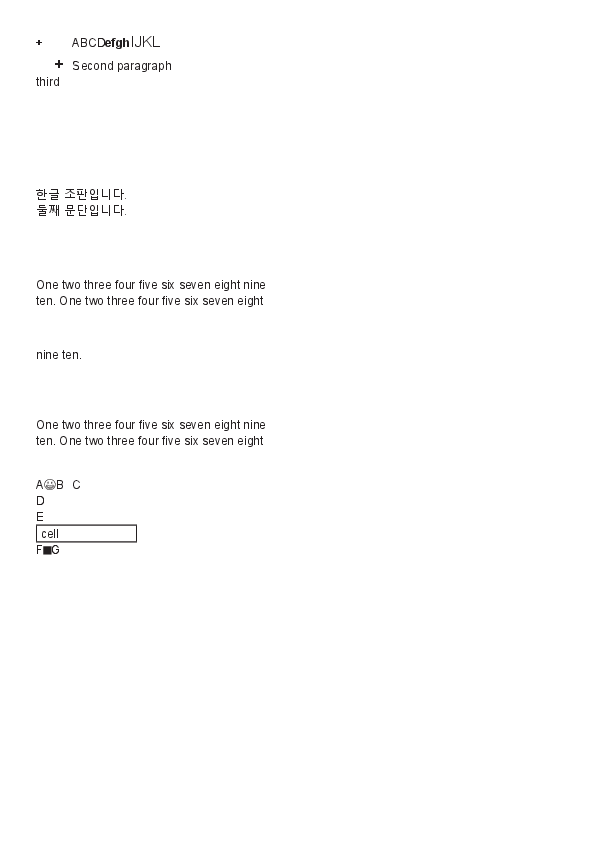 + ABCDefghIJKL
+ Second paragraph
third
한글 조판입니다.
둘째 문단입니다.
One two three four five six seven eight nine
ten. One two three four five six seven eight
nine ten.
One two three four five six seven eight nine
ten. One two three four five six seven eight
A😀B C
D
E
cell
F■G